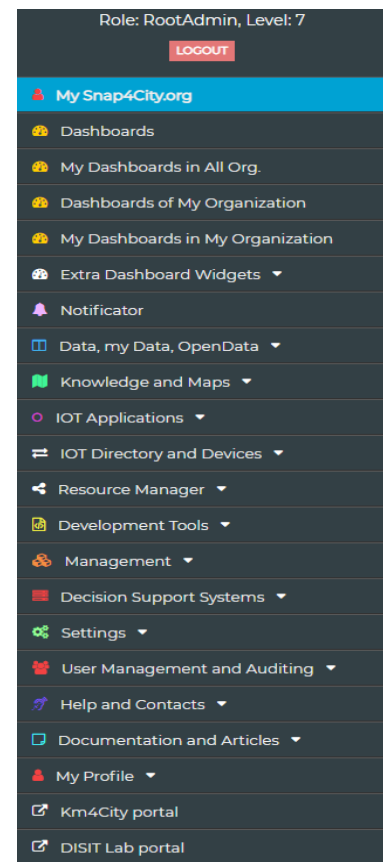 Role: RootAdmin, Level: 7
LOGOUT
My Snap4City.org
Dashboards
My Dashboards in All Org.
Dashboards of My Organization
My Dashboards in My Organization
Extra Dashboard Widgets
Notificator
Data, my Data, OpenData
Knowledge and Maps
IOT Applications
IOT Directory and Devices
Resource Manager
Development Tools
Management
Decision Support Systems
Settings
User Management and Auditing
Help and Contacts
Documentation and Articles
My Profile
Km4City portal
DISIT Lab portal